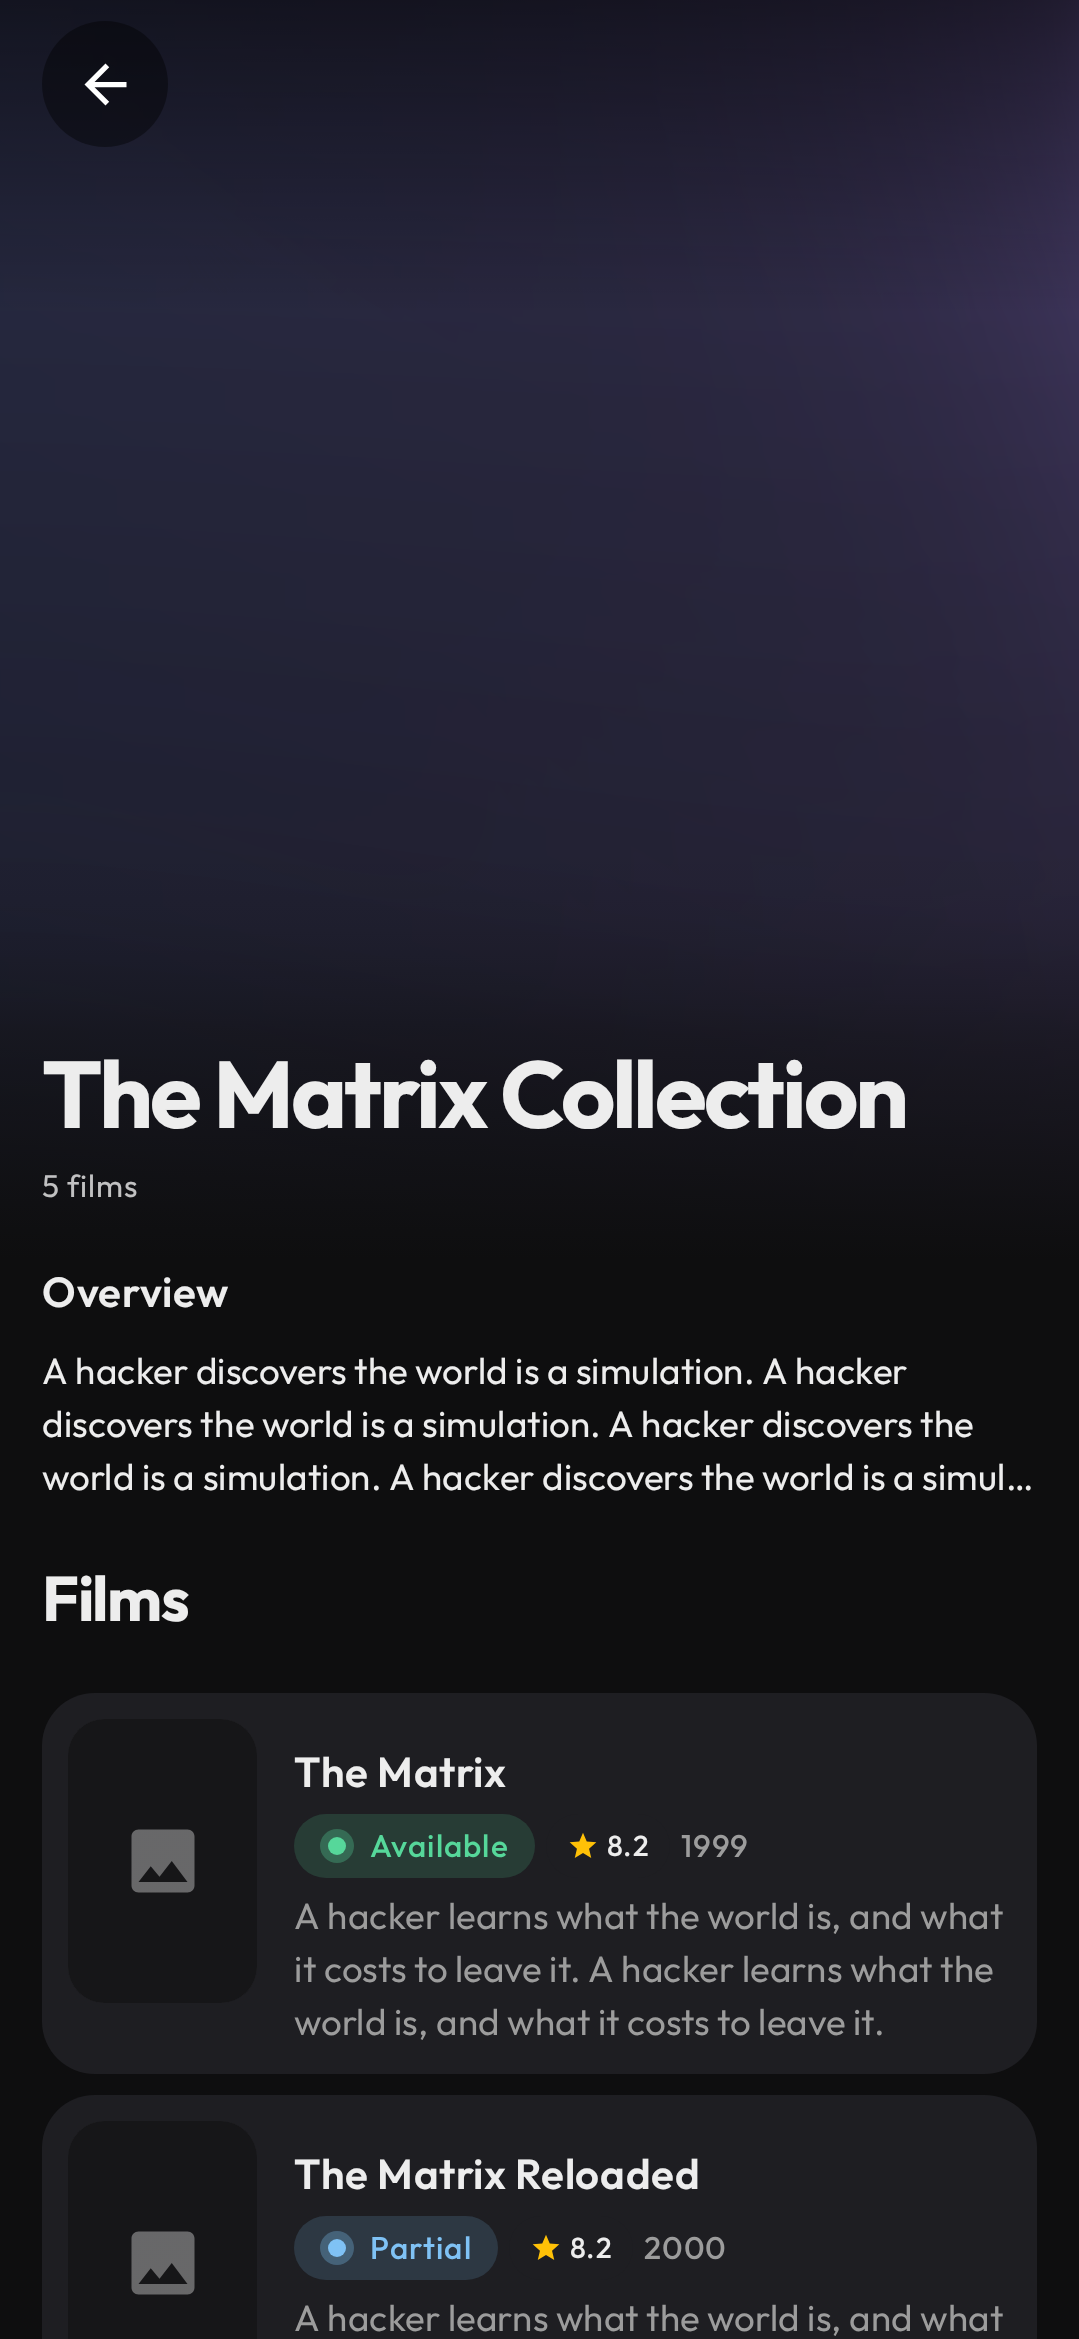 The Matrix Collection
5 films
Overview
A hacker discovers the world is a simulation. A hacker
discovers the world is a simulation. A hacker discovers the
world is a simulation. A hacker discovers the world is a simul...
Films
The Matrix
Available 8.2 1999
A hacker learns what the world is, and what
it costs to leave it. A hacker learns what the
world is, and what it costs to leave it.
The Matrix Reloaded
Partial 8.2 2000
A hacker learns what the world is, and what